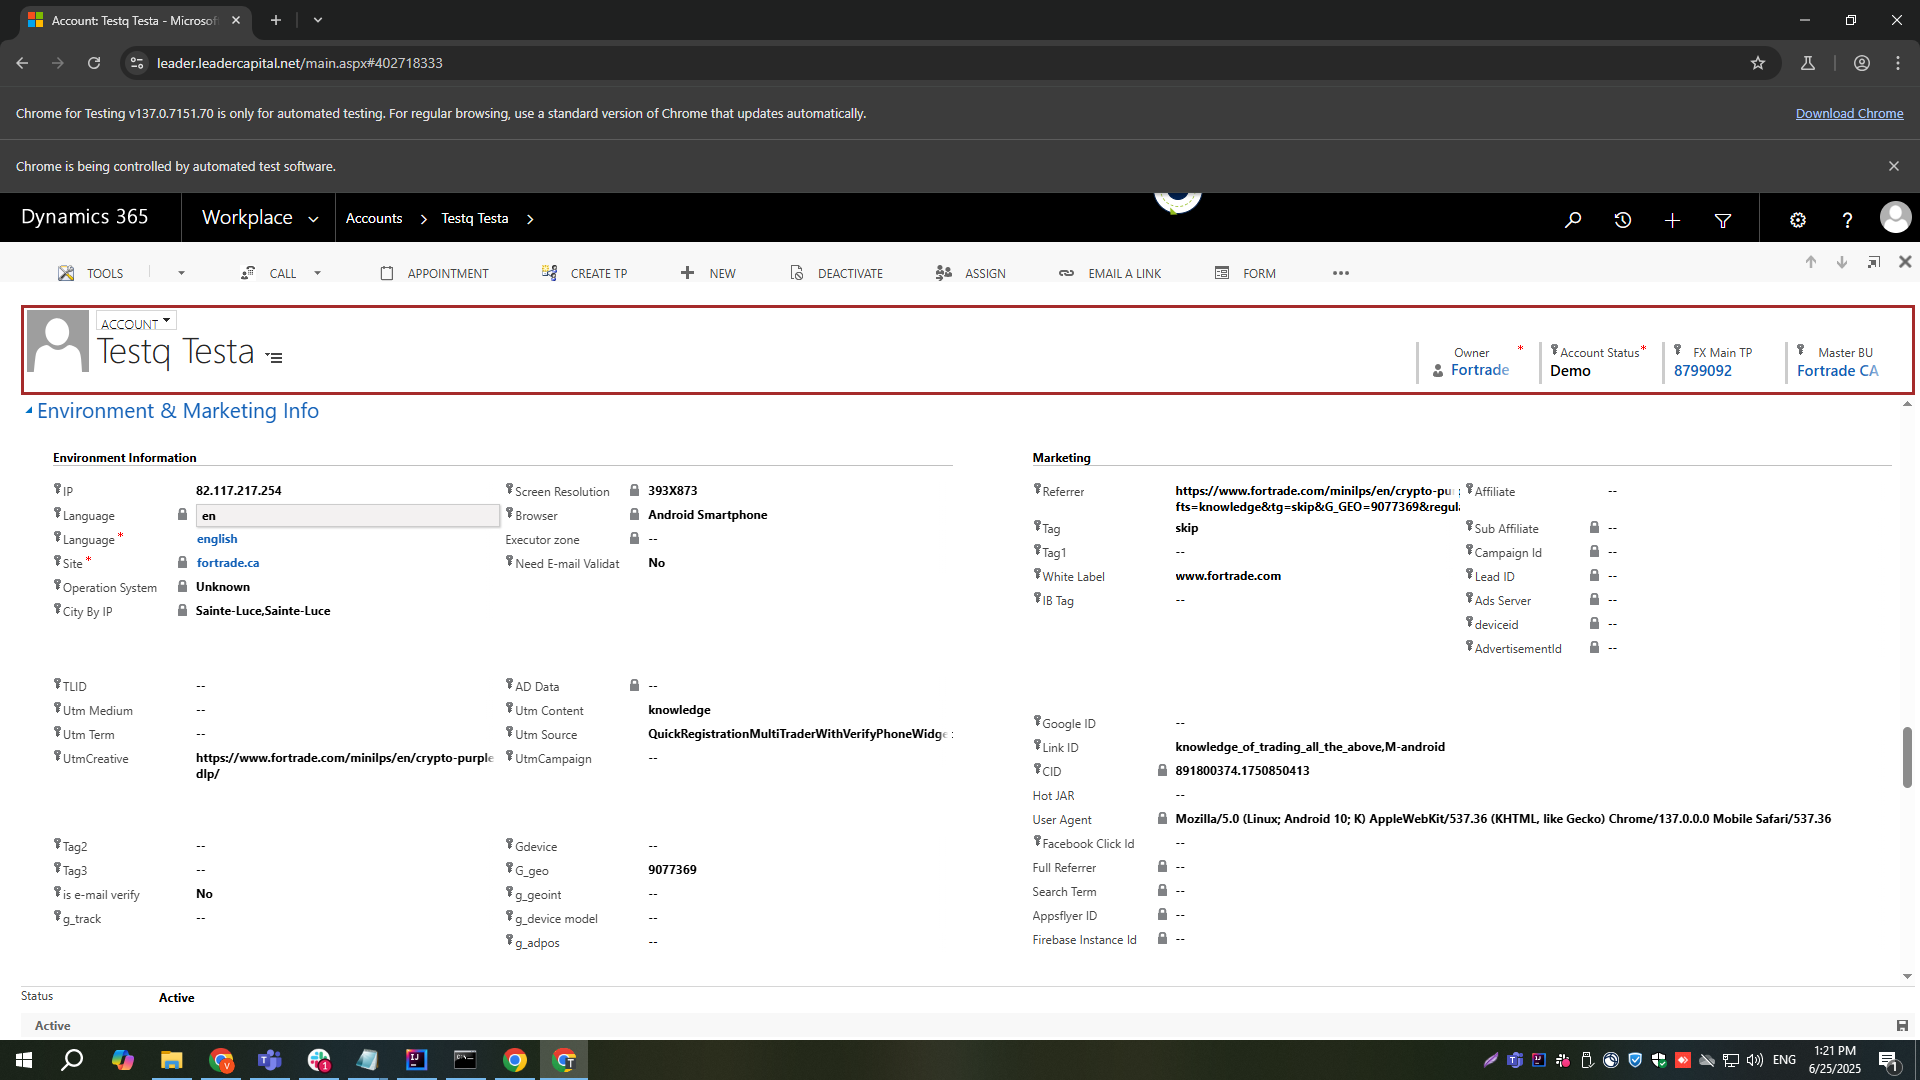 Account: Testq Testa - Microsof
leader.leadercapital.net/main.aspx#402718333
Chrome for Testing v137.0.7151.70 is only for automated testing. For regular browsing, use a standard version of Chrome that updates automatically.
Download Chrome
Chrome is being controlled by automated test software.
Dynamics 365
Workplace
Accounts
Testq Testa
TOOLS
CALL
APPOINTMENT
CREATE TP
NEW
DEACTIVATE
ASSIGN
EMAIL A LINK
FORM
ACCOUNT
Testq Testa
Owner *
Fortrade
Account Status *
Demo
FX Main TP
8799092
Master BU
Fortrade CA
Environment & Marketing Info
Environment Information
IP 82.117.217.254
Language en
Language * english
Site * fortrade.ca
Operation System Unknown
City By IP Sainte-Luce,Sainte-Luce
Screen Resolution 393X873
Browser Android Smartphone
Executor zone --
Need E-mail Validat No
TLID --
Utm Medium --
Utm Term --
UtmCreative https://www.fortrade.com/minilps/en/crypto-purple
dlp/
AD Data --
Utm Content knowledge
Utm Source QuickRegistrationMultiTraderWithVerifyPhoneWidge
UtmCampaign --
Tag2 --
Tag3 --
is e-mail verify No
g_track --
Gdevice --
G_geo 9077369
g_geoint --
g_device model --
g_adpos --
Marketing
Referrer https://www.fortrade.com/minilps/en/crypto-pur
fts=knowledge&tg=skip&G_GEO=9077369&regula
Tag skip
Tag1 --
White Label www.fortrade.com
IB Tag --
Affiliate --
Sub Affiliate --
Campaign Id --
Lead ID --
Ads Server --
deviceid --
AdvertisementId --
Google ID --
Link ID knowledge_of_trading_all_the_above,M-android
CID 891800374.1750850413
Hot JAR --
User Agent Mozilla/5.0 (Linux; Android 10; K) AppleWebKit/537.36 (KHTML, like Gecko) Chrome/137.0.0.0 Mobile Safari/537.36
Facebook Click Id --
Full Referrer --
Search Term --
Appsflyer ID --
Firebase Instance Id --
Status Active
Active
ENG
1:21 PM
6/25/2025